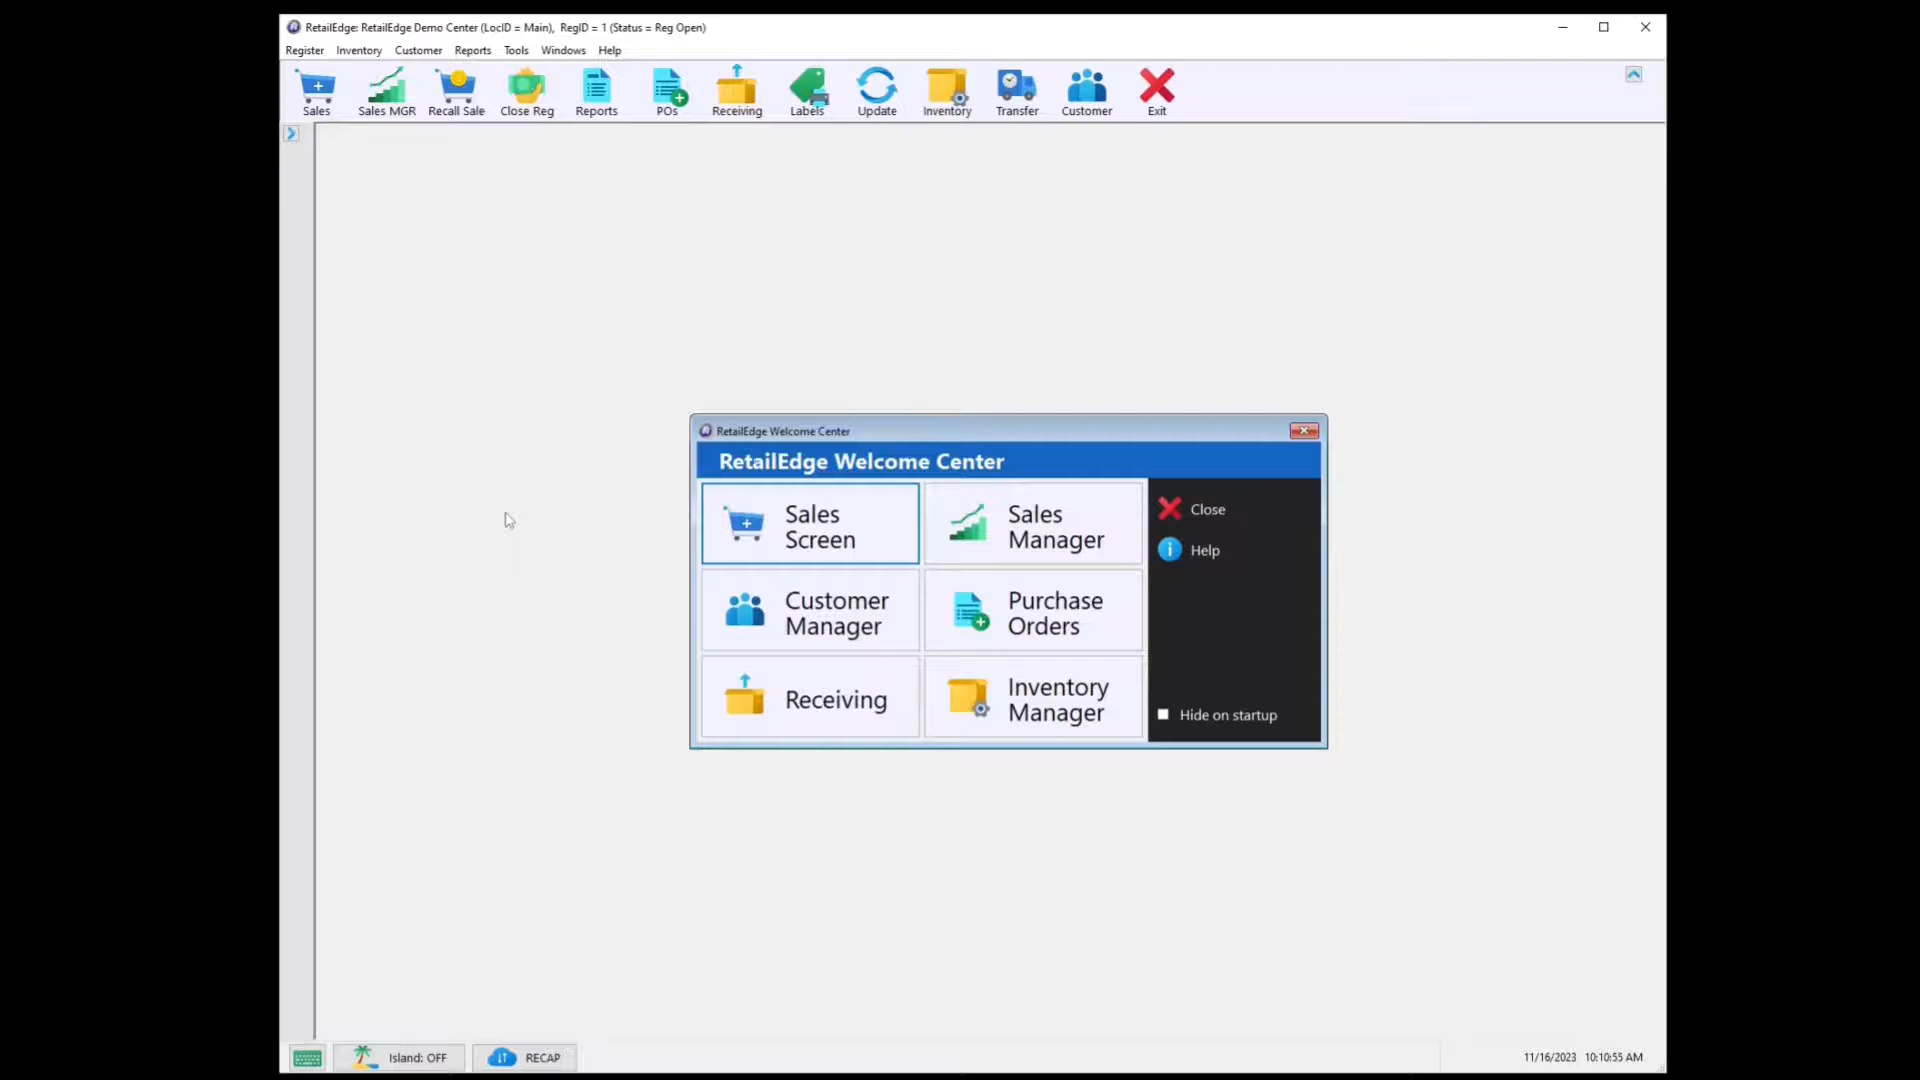 RetailEdge: RetailEdge Demo Center (LocID = Main),  RegID = 1 (Status = Reg Open)
Register Inventory Customer Reports Tools Windows Help
Sales Sales MGR Recall Sale Close Reg Reports POs Receiving Labels Update Inventory Transfer Customer Exit
RetailEdge Welcome Center
RetailEdge Welcome Center
Sales
Screen
Sales
Manager
Close
Help
Customer
Manager
Purchase
Orders
Receiving
Inventory
Manager
Hide on startup
Island: OFF RECAP 11/16/2023 10:10:55 AM